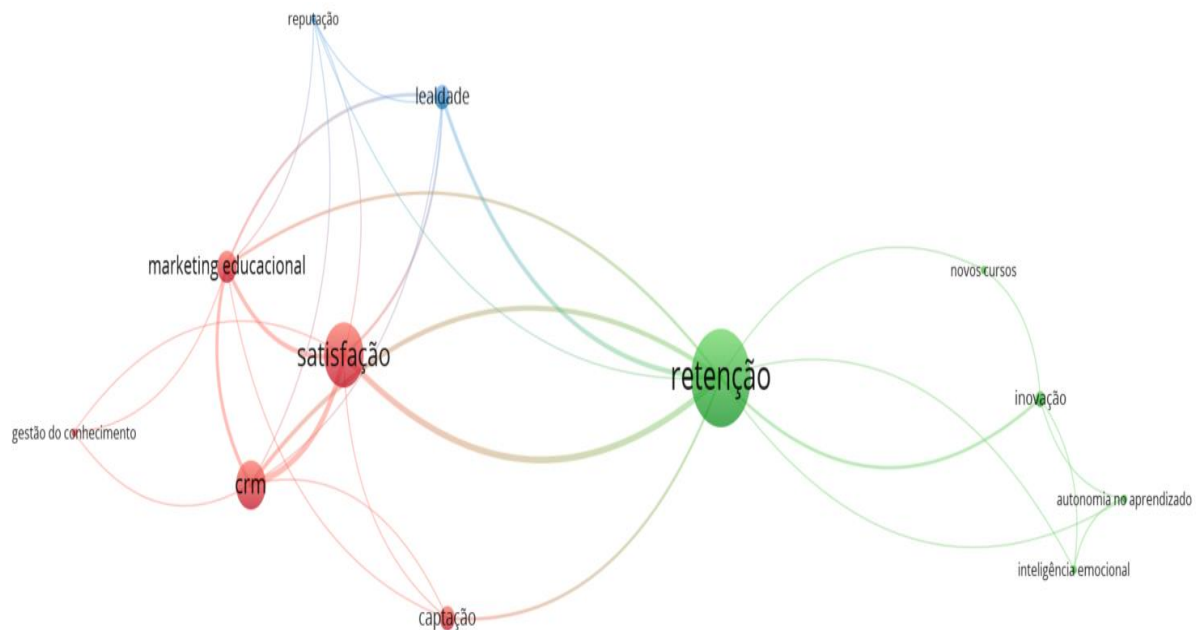 reputação
lealdade
marketing educacional
novos cursos
satisfação
retenção
inovação
gestão do conhecimento
crm
autonomia no aprendizado
inteligência emocional
captação